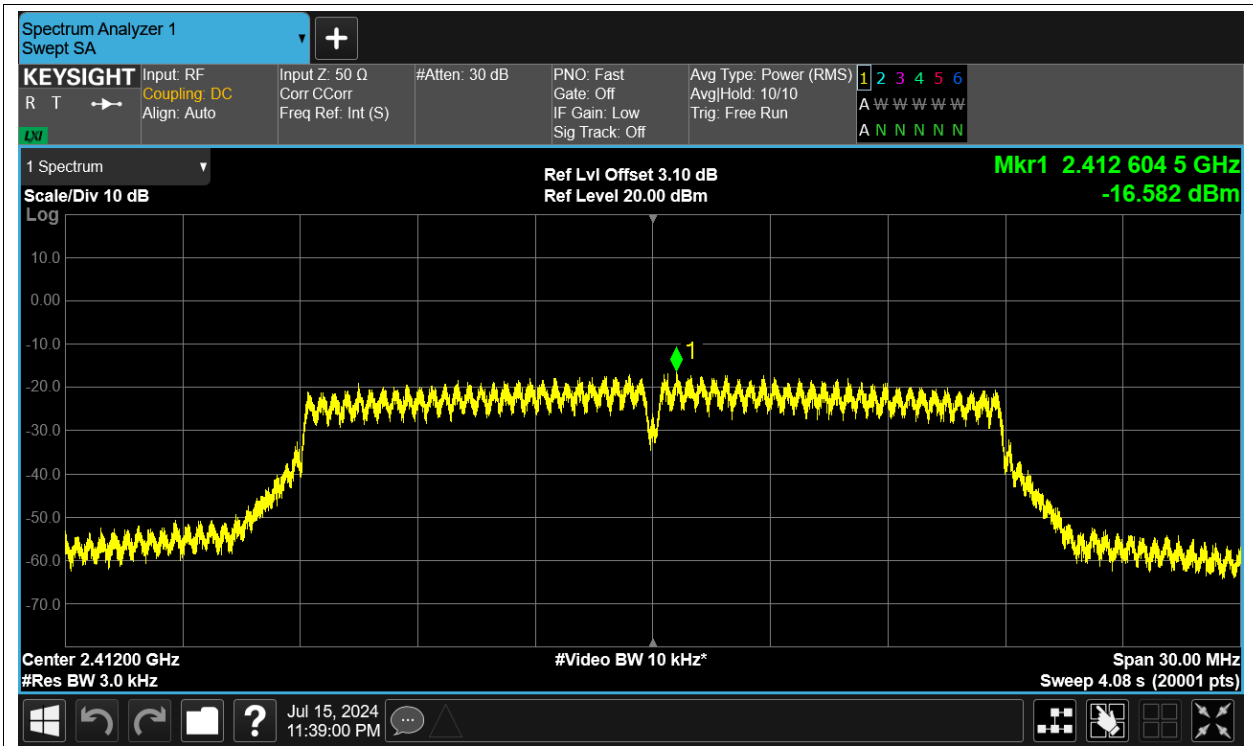 Spectrum Analyzer 1
Swept SA
KEYSIGHT
R T
LXI
Input: RF
Coupling: DC
Align: Auto
Input Z: 50 Ω
Corr CCorr
Freq Ref: Int (S)
#Atten: 30 dB
PNO: Fast
Gate: Off
IF Gain: Low
Sig Track: Off
Avg Type: Power (RMS)
Avg|Hold: 10/10
Trig: Free Run
1 2 3 4 5 6
A W W W W W
A N N N N N
1 Spectrum
Scale/Div 10 dB
Log
Ref Lvl Offset 3.10 dB
Ref Level 20.00 dBm
Mkr1 2.412 604 5 GHz
-16.582 dBm
10.0
0.00
-10.0
-20.0
-30.0
-40.0
-50.0
-60.0
-70.0
1
Center 2.41200 GHz
#Res BW 3.0 kHz
#Video BW 10 kHz*
Span 30.00 MHz
Sweep 4.08 s (20001 pts)
?
Jul 15, 2024
11:39:00 PM